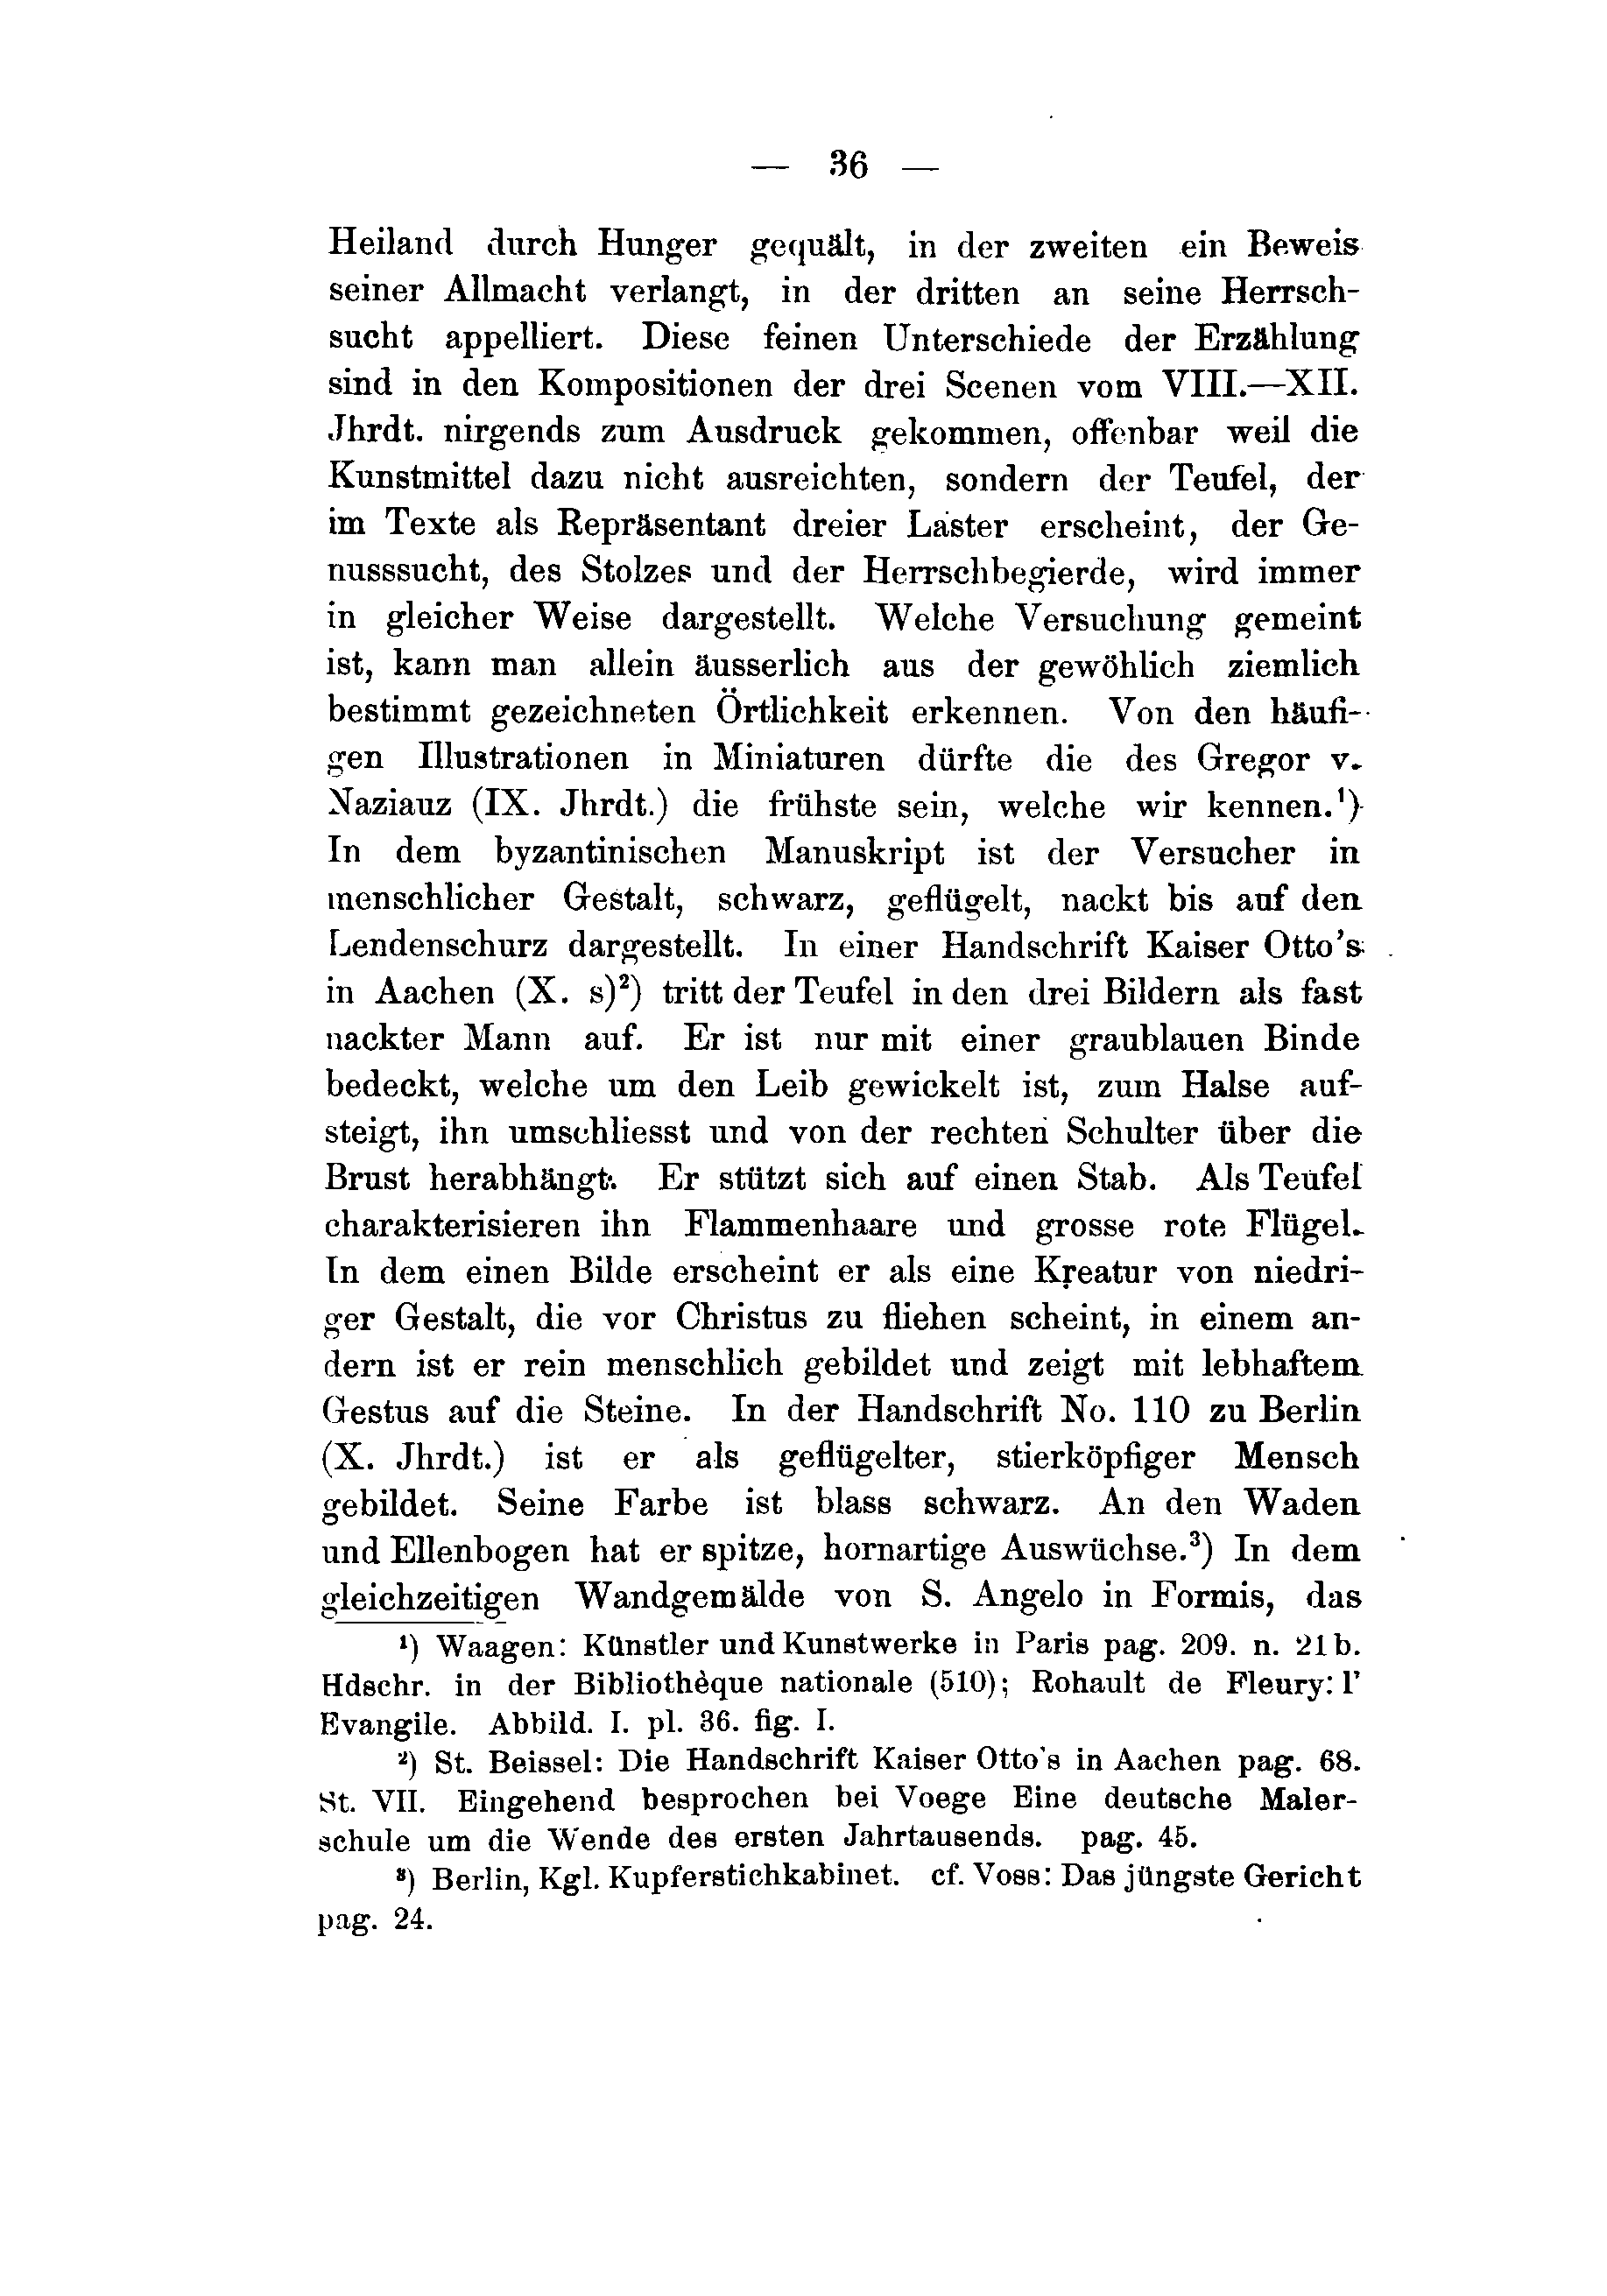 — 36 —
Heiland durch Hunger gequält, in der zweiten ein Beweis
seiner Allmacht verlangt, in der dritten an seine Herrsch-
sucht appelliert. Diese feinen Unterschiede der Erzählung
sind in den Kompositionen der drei Scenen vom VIII.—XII.
Jhrdt. nirgends zum Ausdruck gekommen, offenbar weil die
Kunstmittel dazu nicht ausreichten, sondern der Teufel, der
im Texte als Repräsentant dreier Laster erscheint, der Ge-
nusssucht, des Stolzes und der Herrschbegierde, wird immer
in gleicher Weise dargestellt. Welche Versuchung gemeint
ist, kann man allein äusserlich aus der gewöhlich ziemlich
bestimmt gezeichneten Örtlichkeit erkennen. Von den häufi-
gen Illustrationen in Miniaturen dürfte die des Gregor v.
Naziauz (IX. Jhrdt.) die frühste sein, welche wir kennen.¹)
In dem byzantinischen Manuskript ist der Versucher in
menschlicher Gestalt, schwarz, geflügelt, nackt bis auf den
Lendenschurz dargestellt. In einer Handschrift Kaiser Otto's
in Aachen (X. s)²) tritt der Teufel in den drei Bildern als fast
nackter Mann auf. Er ist nur mit einer graublauen Binde
bedeckt, welche um den Leib gewickelt ist, zum Halse auf-
steigt, ihn umschliesst und von der rechten Schulter über die
Brust herabhängt. Er stützt sich auf einen Stab. Als Teufel
charakterisieren ihn Flammenhaare und grosse rote Flügel.
In dem einen Bilde erscheint er als eine Kreatur von niedri-
ger Gestalt, die vor Christus zu fliehen scheint, in einem an-
dern ist er rein menschlich gebildet und zeigt mit lebhaftem
Gestus auf die Steine. In der Handschrift No. 110 zu Berlin
(X. Jhrdt.) ist er als geflügelter, stierköpfiger Mensch
gebildet. Seine Farbe ist blass schwarz. An den Waden
und Ellenbogen hat er spitze, hornartige Auswüchse.³) In dem
gleichzeitigen Wandgemälde von S. Angelo in Formis, das
¹) Waagen: Künstler und Kunstwerke in Paris pag. 209. n. 21b.
Hdschr. in der Bibliothèque nationale (510); Rohault de Fleury: l'
Evangile. Abbild. I. pl. 36. fig. I.
²) St. Beissel: Die Handschrift Kaiser Otto's in Aachen pag. 68.
St. VII. Eingehend besprochen bei Voege Eine deutsche Maler-
schule um die Wende des ersten Jahrtausends. pag. 45.
³) Berlin, Kgl. Kupferstichkabinet. cf. Voss: Das jüngste Gericht
pag. 24.